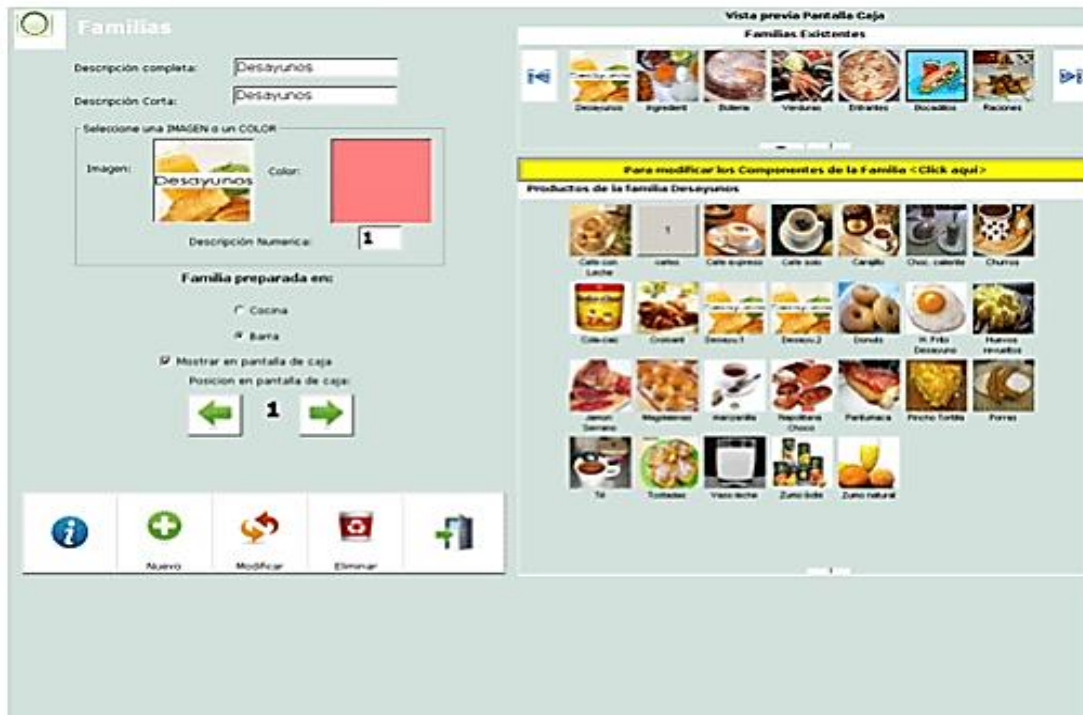 Familias
Descripción completa: Desayunos
Descripción Corta: Desayunos
Seleccione una IMAGEN o un COLOR
Imagen: Desayunos Color:
Descripción Numerica: 1
Familia preparada en:
Cocina
Barra
Mostrar en pantalla de caja
Posicion en pantalla de caja:
1
Nuevo Modificar Eliminar
Vista previa Pantalla Caja
Familias Existentes
Desayunos Ingredient Bolleria Verduras Entrantes Bocadillos Raciones
Para modificar los Componentes de la Familia <Click aqui>
Productos de la familia Desayunos
1
Cafe con Leche cafes Cafe expreso Cafe solo Carajillo Choc. caliente Churros
Cola-cao Croisant Desayu.1 Desayu.2 Donuts H. Frito Desayuno Huevos revueltos
Jamon Serrano Magdalenas manzanilla Napolitana Choco Pantumaca Pincho Tortilla Porras
Té Tostadas Vaso leche Zumo bote Zumo natural
1